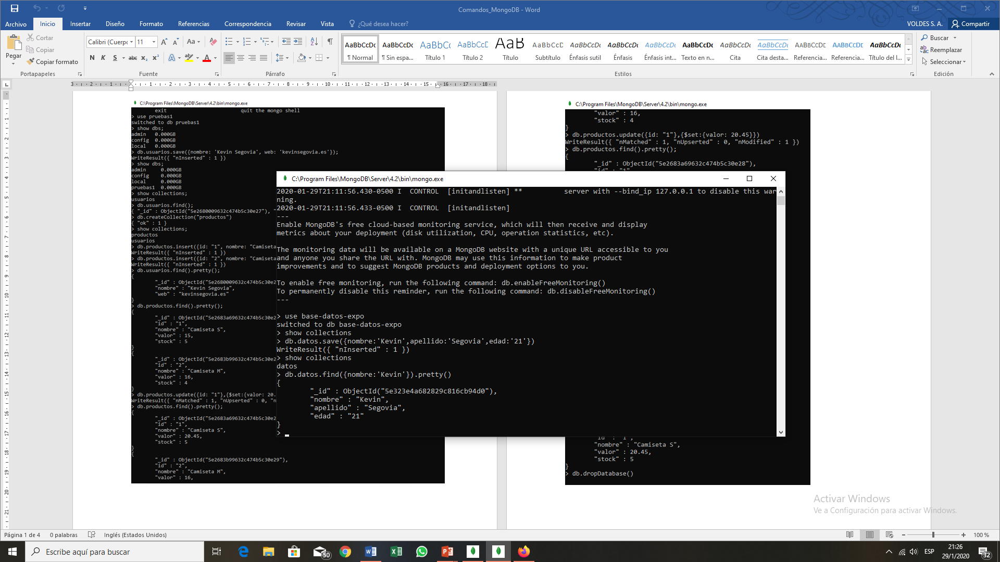 Comandos_MongoDB - Word
Archivo Inicio Insertar Diseño Formato Referencias Correspondencia Revisar Vista ¿Qué desea hacer? VOLDES S. A. Compartir
Pegar
Cortar
Copiar
Copiar formato
Portapapeles
Calibri (Cuerpo 11
N K S abc x₂ x²
Fuente
Párrafo
AaBbCcDc AaBbCcDc AaBbCc AaBbCcD AaB AaBbCcD AaBbCcDc AaBbCcDc AaBbCcDc AaBbCcDc AaBbCcDc AaBbCcDc AABBCCDE AABBCCDE AaBbCcDc
¶ Normal ¶ Sin espa... Título 1 Título 2 Título Subtítulo Énfasis sutil Énfasis Énfasis int... Texto en n... Cita Cita desta... Referencia... Referencia... Título del l...
Estilos
Buscar
Reemplazar
Seleccionar
Edición
C:\Program Files\MongoDB\Server\4.2\bin\mongo.exe
exit quit the mongo shell
> use pruebas1
switched to db pruebas1
> show dbs;
admin 0.000GB
config 0.000GB
local 0.000GB
> db.usuarios.save({nombre: 'Kevin Segovia', web: 'kevinsegovia.es'});
WriteResult({ "nInserted" : 1 })
> show dbs;
admin 0.000GB
config 0.000GB
local 0.000GB
pruebas1 0.000GB
> show collections;
usuarios
> db.usuarios.find();
{ "_id" : ObjectId("5e2680009632c474b5c30e27"), "
> db.createCollection("productos")
{ "ok" : 1 }
> show collections;
productos
usuarios
> db.productos.insert({id: "1", nombre: "Camiseta
WriteResult({ "nInserted" : 1 })
> db.productos.insert({id: "2", nombre: "Camiseta
WriteResult({ "nInserted" : 1 })
> db.usuarios.find().pretty();
{
"_id" : ObjectId("5e2680009632c474b5c30e2
"nombre" : "Kevin Segovia",
"web" : "kevinsegovia.es"
}
> db.productos.find().pretty();
{
"_id" : ObjectId("5e2683a69632c474b5c30e2
"id" : "1",
"nombre" : "Camiseta S",
"valor" : 15,
"stock" : 5
}
{
"_id" : ObjectId("5e2683b99632c474b5c30e2
"id" : "2",
"nombre" : "Camiseta M",
"valor" : 16,
"stock" : 4
}
> db.productos.update({id: "1"},{$set:{valor: 20.
WriteResult({ "nMatched" : 1, "nUpserted" : 0, "n
> db.productos.find().pretty();
{
"_id" : ObjectId("5e2683a69632c474b5c30e2
"id" : "1",
"nombre" : "Camiseta S",
"valor" : 20.45,
"stock" : 5
}
{
"_id" : ObjectId("5e2683b99632c474b5c30e29"),
"id" : "2",
"nombre" : "Camiseta M",
"valor" : 16,
C:\Program Files\MongoDB\Server\4.2\bin\mongo.exe
"valor" : 16,
"stock" : 4
}
> db.productos.update({id: "1"},{$set:{valor: 20.45}})
WriteResult({ "nMatched" : 1, "nUpserted" : 0, "nModified" : 1 })
> db.productos.find().pretty();
{
"_id" : ObjectId("5e2683a69632c474b5c30e28"),
C:\Program Files\MongoDB\Server\4.2\bin\mongo.exe
2020-01-29T21:11:56.430-0500 I CONTROL [initandlisten] ** server with --bind_ip 127.0.0.1 to disable this war
ning.
2020-01-29T21:11:56.433-0500 I CONTROL [initandlisten]
---
Enable MongoDB's free cloud-based monitoring service, which will then receive and display
metrics about your deployment (disk utilization, CPU, operation statistics, etc).
The monitoring data will be available on a MongoDB website with a unique URL accessible to you
and anyone you share the URL with. MongoDB may use this information to make product
improvements and to suggest MongoDB products and deployment options to you.
To enable free monitoring, run the following command: db.enableFreeMonitoring()
To permanently disable this reminder, run the following command: db.disableFreeMonitoring()
---
> use base-datos-expo
switched to db base-datos-expo
> show collections
> db.datos.save({nombre:'Kevin',apellido:'Segovia',edad:'21'})
WriteResult({ "nInserted" : 1 })
> show collections
datos
> db.datos.find({nombre:'Kevin'}).pretty()
{
"_id" : ObjectId("5e323e4a682829c816cb94d0"),
"nombre" : "Kevin",
"apellido" : "Segovia",
"edad" : "21"
}
>
"nombre" : "Camiseta S",
"valor" : 20.45,
"stock" : 5
}
> db.dropDatabase()
Activar Windows
Ve a Configuración para activar Windows.
Página 1 de 4 0 palabras Inglés (Estados Unidos) 100 %
Escribe aquí para buscar
50
ESP
21:26
29/1/2020
32